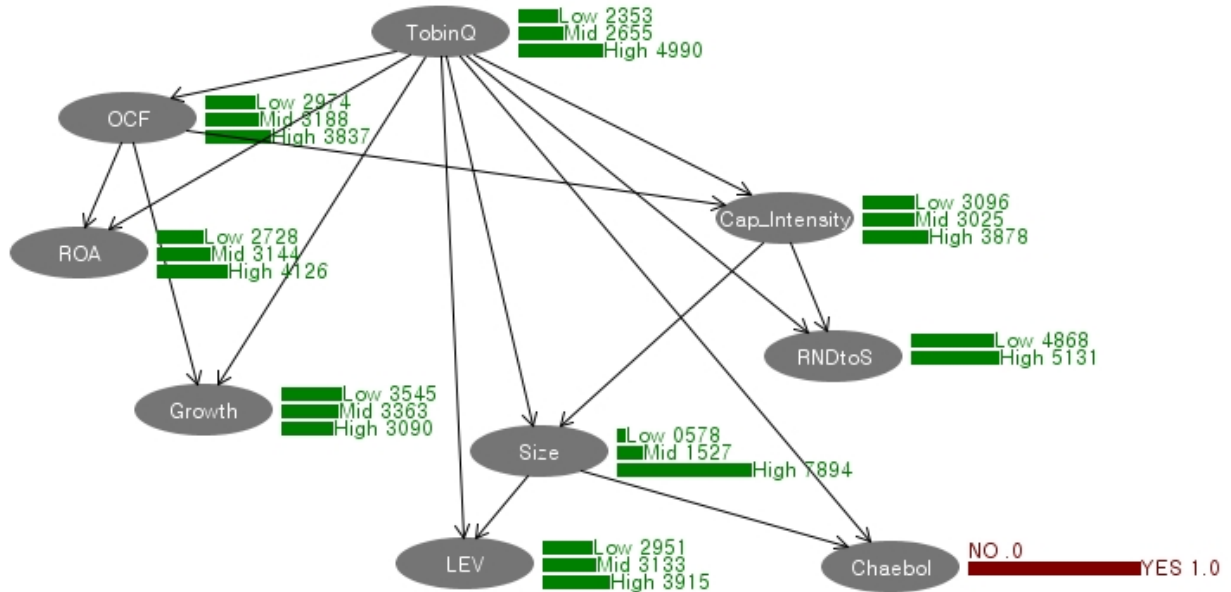 TobinQ
Low 2353
Mid 2655
High 4990
OCF
Low 2974
Mid 3188
High 3837
Cap_Intensity
Low 3096
Mid 3025
High 3878
ROA
Low 2728
Mid 3144
High 4126
RNDtoS
Low 4868
High 5131
Growth
Low 3545
Mid 3363
High 3090
Size
Low 0578
Mid 1527
High 7894
LEV
Low 2951
Mid 3133
High 3915
Chaebol
NO .0
YES 1.0